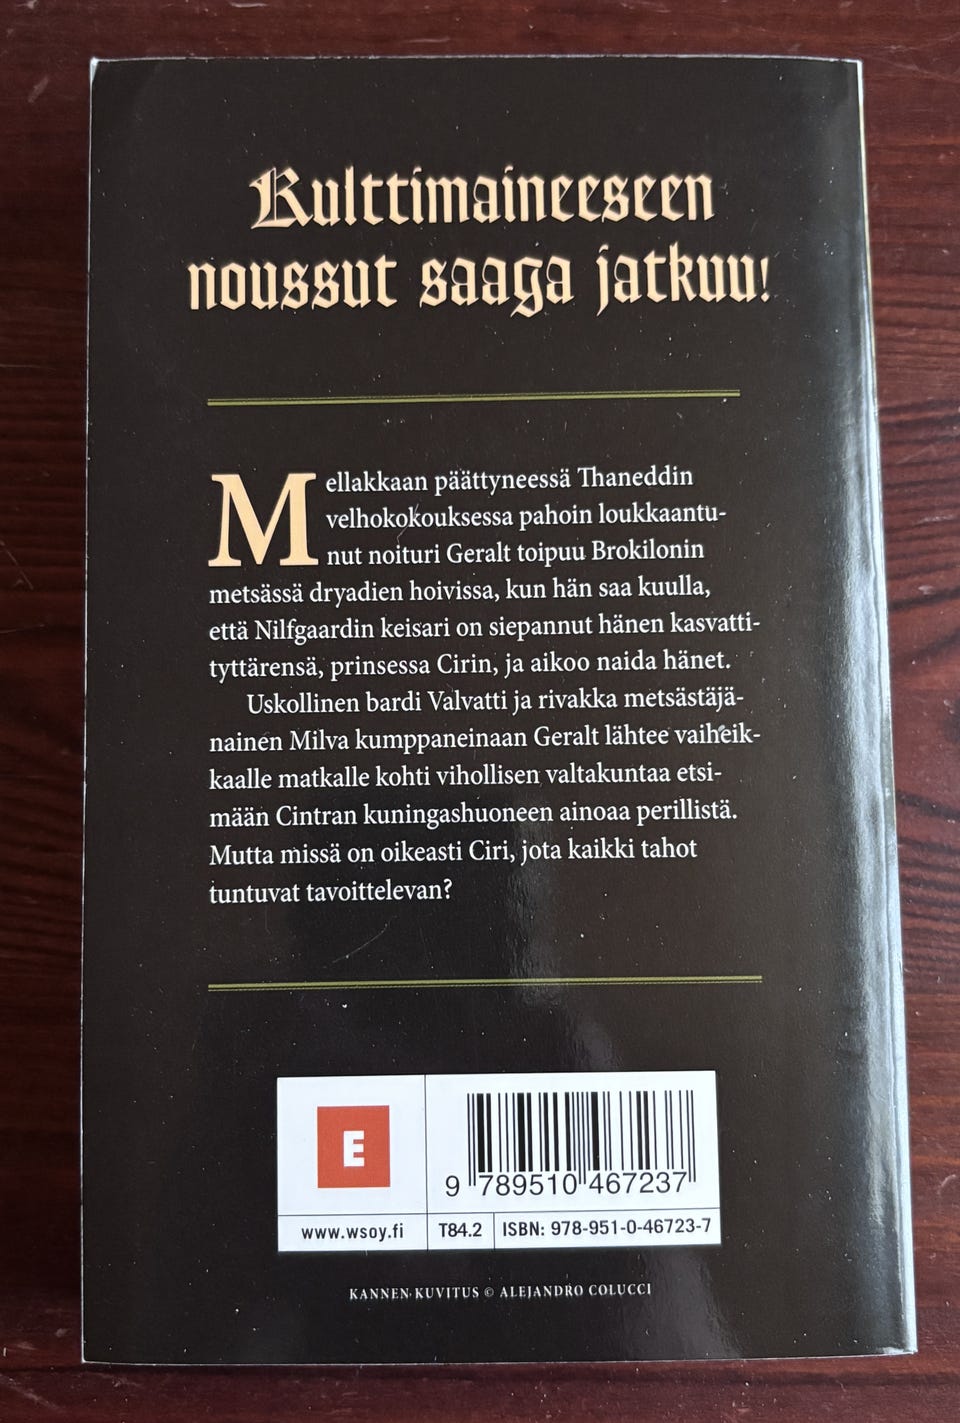 Kulttimaineeseen
noussut saaga jatkuu!
Mellakkaan päättyneessä Thaneddin
velhokokouksessa pahoin loukkaantu-
nut noituri Geralt toipuu Brokilonin
metsässä dryadien hoivissa, kun hän saa kuulla,
että Nilfgaardin keisari on siepannut hänen kasvatti-
tyttärensä, prinsessa Cirin, ja aikoo naida hänet.
Uskollinen bardi Valvatti ja rivakka metsästäjä-
nainen Milva kumppaneinaan Geralt lähtee vaiheik-
kaalle matkalle kohti vihollisen valtakuntaa etsi-
mään Cintran kuningashuoneen ainoaa perillistä.
Mutta missä on oikeasti Ciri, jota kaikki tahot
tuntuvat tavoittelevan?
E
9 789510 467237
www.wsoy.fi T84.2 ISBN: 978-951-0-46723-7
KANNEN KUVITUS © ALEJANDRO COLUCCI